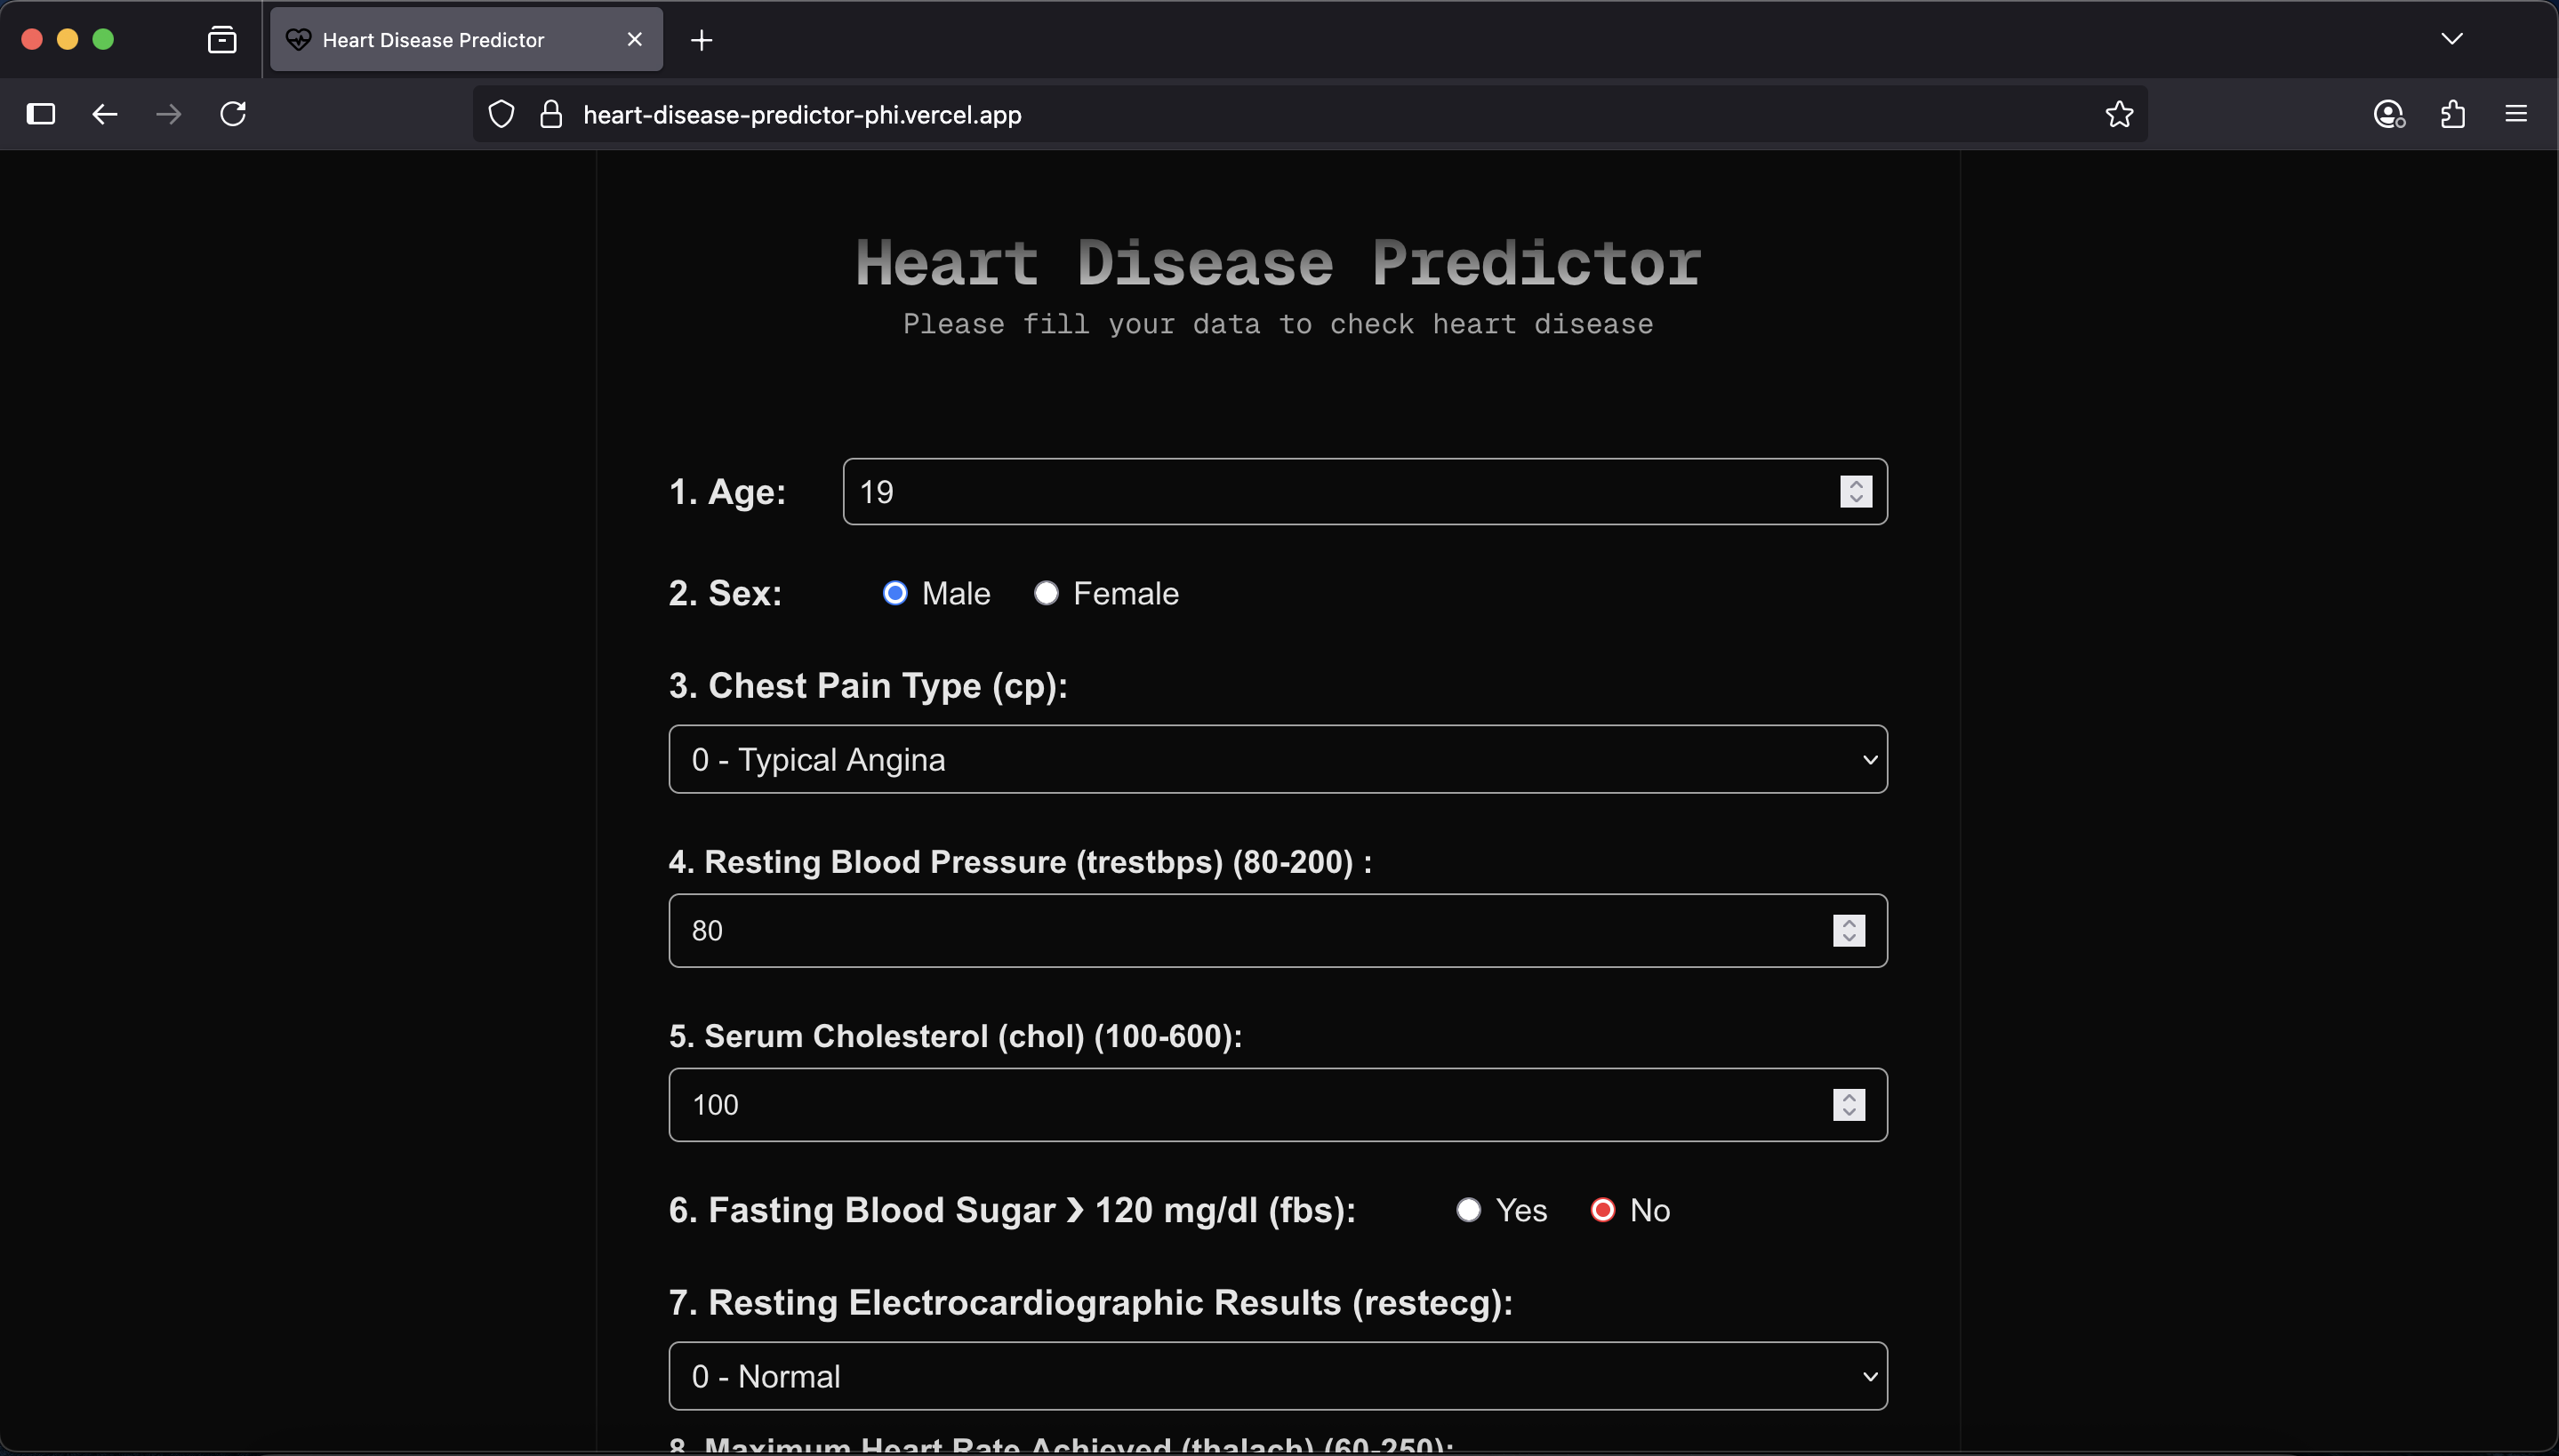 Heart Disease Predictor
heart-disease-predictor-phi.vercel.app
Heart Disease Predictor
Please fill your data to check heart disease
1. Age: 19
2. Sex: Male Female
3. Chest Pain Type (cp):
0 - Typical Angina
4. Resting Blood Pressure (trestbps) (80-200) :
80
5. Serum Cholesterol (chol) (100-600):
100
6. Fasting Blood Sugar ❯ 120 mg/dl (fbs): Yes No
7. Resting Electrocardiographic Results (restecg):
0 - Normal
8. Maximum Heart Rate Achieved (thalach) (60-250):